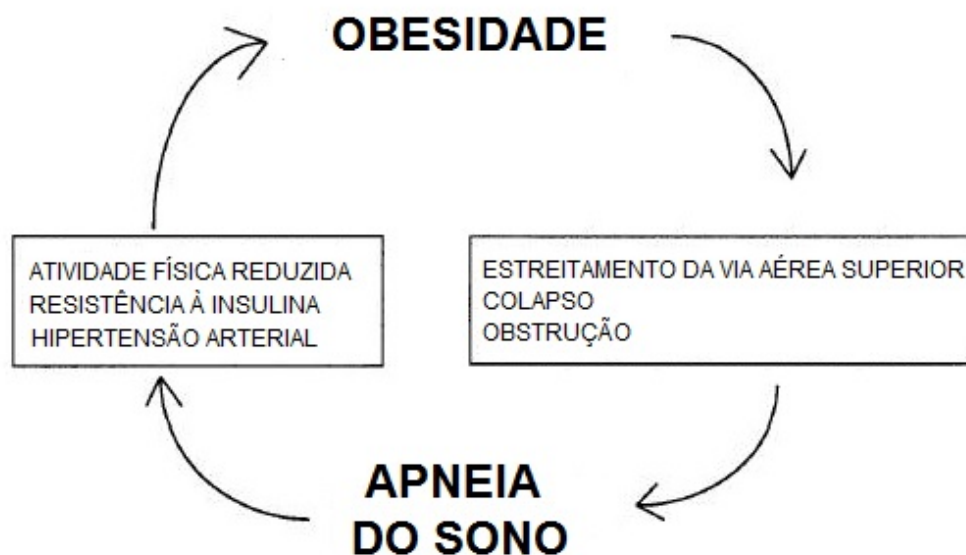 OBESIDADE
ESTREITAMENTO DA VIA AÉREA SUPERIOR
COLAPSO
OBSTRUÇÃO
APNEIA
DO SONO
ATIVIDADE FÍSICA REDUZIDA
RESISTÊNCIA À INSULINA
HIPERTENSÃO ARTERIAL